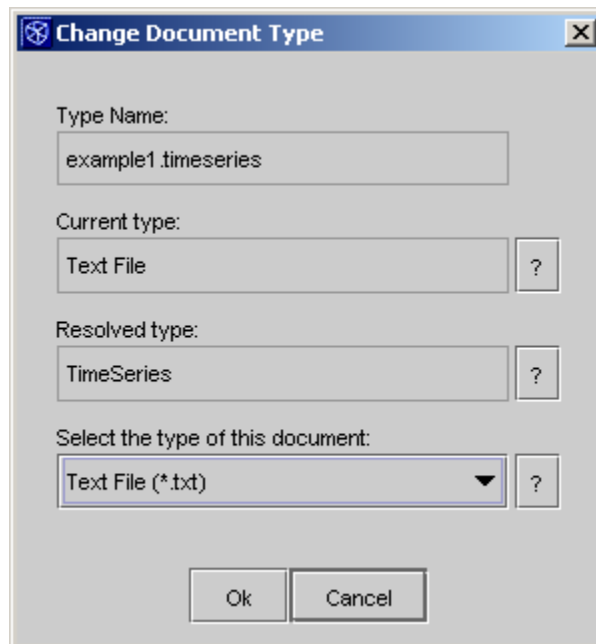 Change Document Type
Type Name:
example1.timeseries
Current type:
Text File
?
Resolved type:
TimeSeries
?
Select the type of this document:
Text File (*.txt)
?
Ok
Cancel